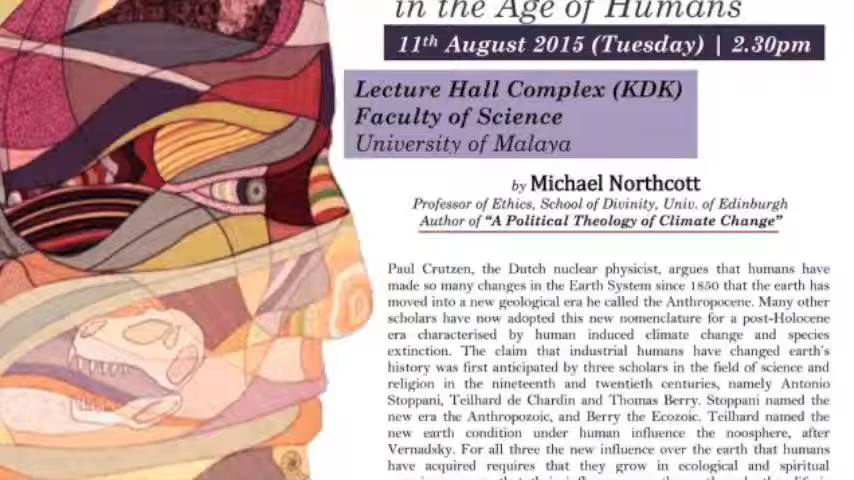 in the Age of Humans
11th August 2015 (Tuesday) | 2.30pm
Lecture Hall Complex (KDK)
Faculty of Science
University of Malaya
by Michael Northcott
Professor of Ethics, School of Divinity, Univ. of Edinburgh
Author of “A Political Theology of Climate Change”
Paul Crutzen, the Dutch nuclear physicist, argues that humans have
made so many changes in the Earth System since 1850 that the earth has
moved into a new geological era he called the Anthropocene. Many other
scholars have now adopted this new nomenclature for a post-Holocene
era characterised by human induced climate change and species
extinction. The claim that industrial humans have changed earth's
history was first anticipated by three scholars in the field of science and
religion in the nineteenth and twentieth centuries, namely Antonio
Stoppani, Teilhard de Chardin and Thomas Berry. Stoppani named the
new era the Anthropozoic, and Berry the Ecozoic. Teilhard named the
new earth condition under human influence the noosphere, after
Vernadsky. For all three the new influence over the earth that humans
have acquired requires that they grow in ecological and spiritual